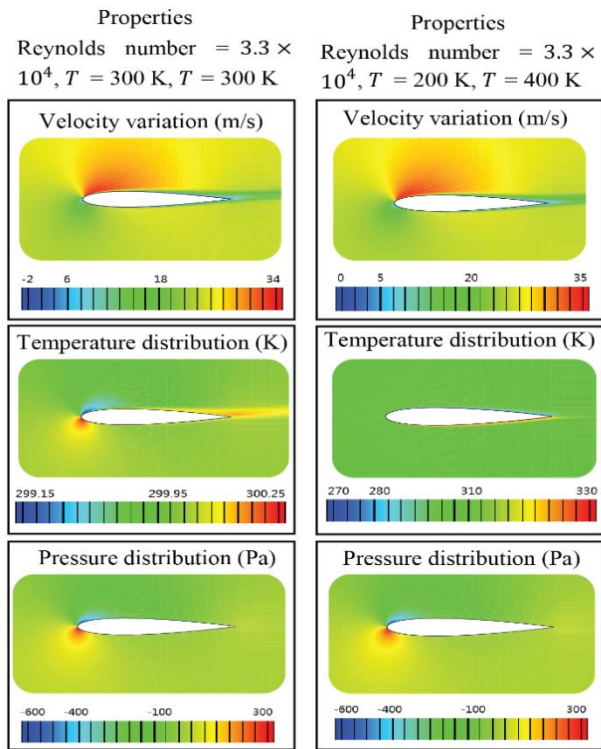 Properties
Reynolds number = 3.3 ×
10⁴, T = 300 K, T = 300 K
Velocity variation (m/s)
-2 6 18 34
Temperature distribution (K)
299.15 299.95 300.25
Pressure distribution (Pa)
-600 -400 -100 300
Properties
Reynolds number = 3.3 ×
10⁴, T = 200 K, T = 400 K
Velocity variation (m/s)
0 5 20 35
Temperature distribution (K)
270 280 310 330
Pressure distribution (Pa)
-600 -400 -100 300